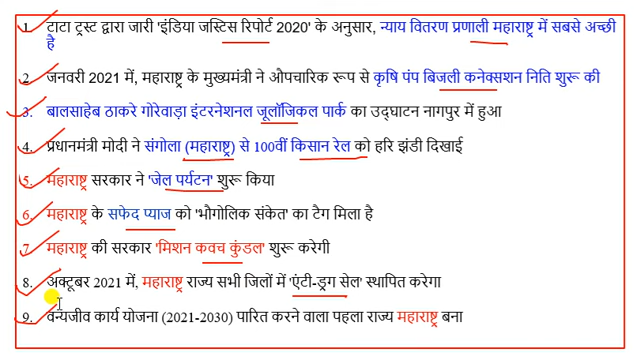 1. टाटा ट्रस्ट द्वारा जारी 'इंडिया जस्टिस रिपोर्ट 2020' के अनुसार, न्याय वितरण प्रणाली महाराष्ट्र में सबसे अच्छी
है
2. जनवरी 2021 में, महाराष्ट्र के मुख्यमंत्री ने औपचारिक रूप से कृषि पंप बिजली कनेक्सशन निति शुरू की
3. बालसाहेब ठाकरे गोरेवाड़ा इंटरनेशनल जूलॉजिकल पार्क का उद्घाटन नागपुर में हुआ
4. प्रधानमंत्री मोदी ने संगोला (महाराष्ट्र) से 100वीं किसान रेल को हरि झंडी दिखाई
5. महाराष्ट्र सरकार ने 'जेल पर्यटन' शुरू किया
6. महाराष्ट्र के सफेद प्याज को 'भौगोलिक संकेत' का टैग मिला है
7. महाराष्ट्र की सरकार 'मिशन कवच कुंडल' शुरू करेगी
8. अक्टूबर 2021 में, महाराष्ट्र राज्य सभी जिलों में 'एंटी-ड्रग सेल' स्थापित करेगा
9. वन्यजीव कार्य योजना (2021-2030) पारित करने वाला पहला राज्य महाराष्ट्र बना